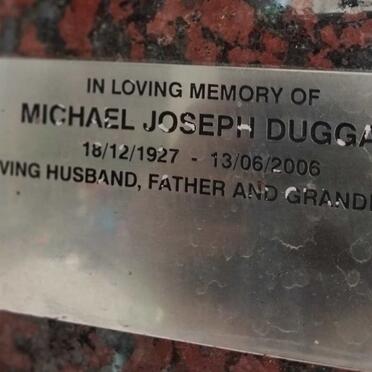 IN LOVING MEMORY OF
MICHAEL JOSEPH DUGGA
18/12/1927 - 13/06/2006
VING HUSBAND, FATHER AND GRAND